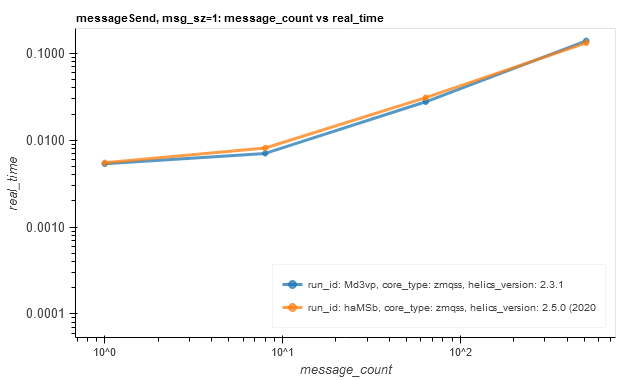 messageSend, msg_sz=1: message_count vs real_time
0.1000
0.0100
0.0010
0.0001
real_time
run_id: Md3vp, core_type: zmqss, helics_version: 2.3.1
run_id: haMSb, core_type: zmqss, helics_version: 2.5.0 (2020
10^0
10^1
10^2
message_count